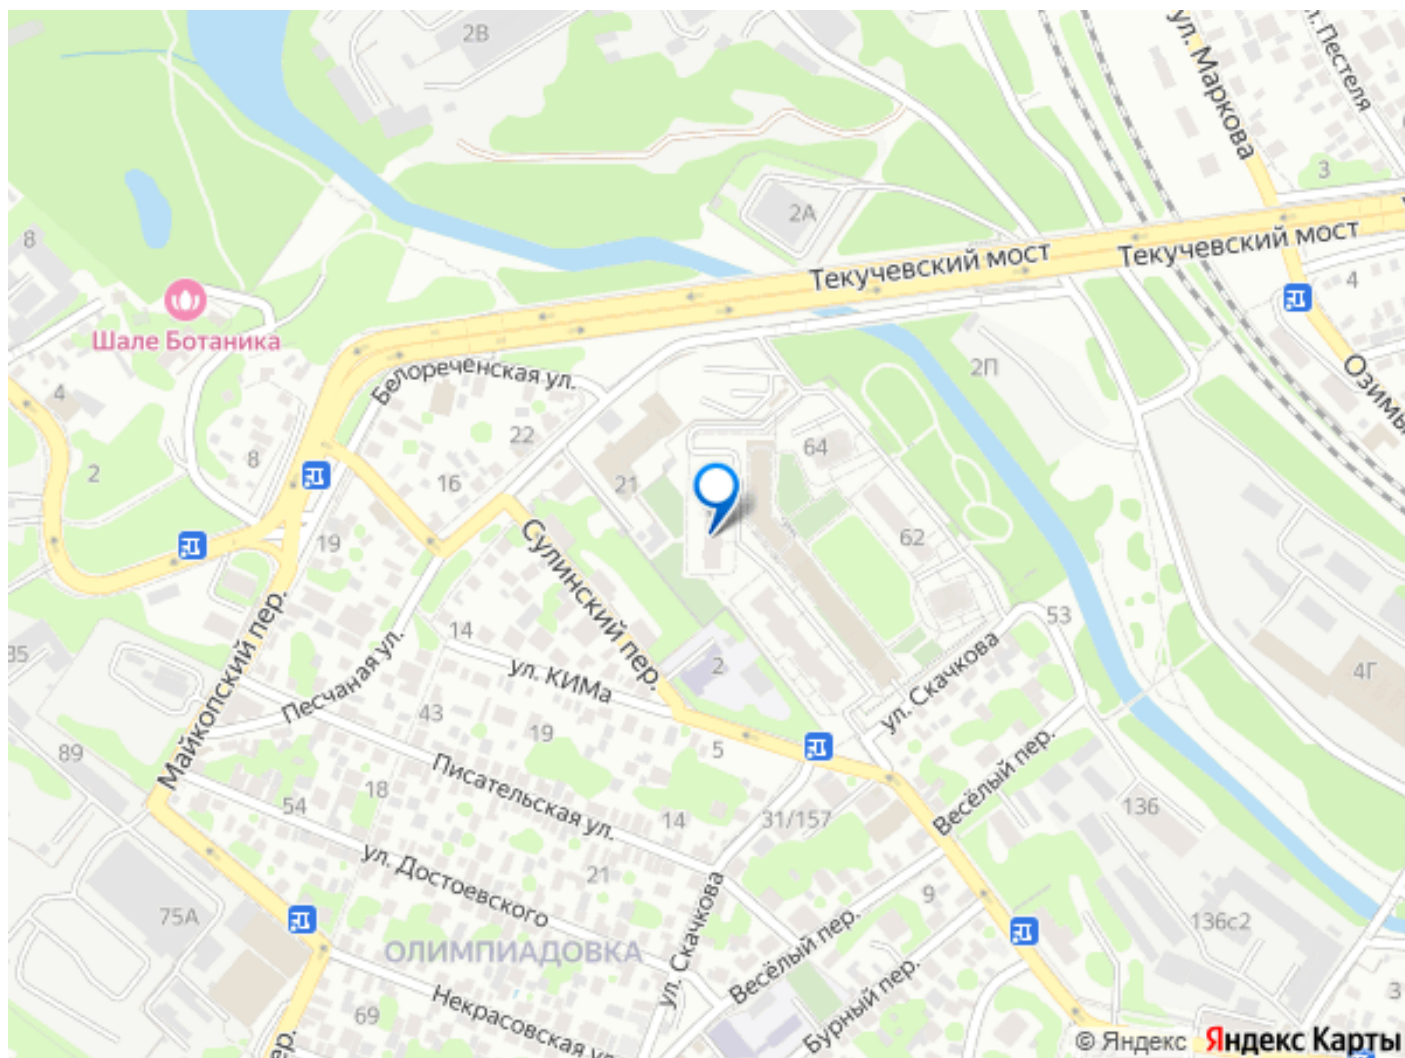 2В
ул. Маркова
Пестеля
3
2А
8
Текучевский мост
Текучевский мост
4
Шале Ботаника
Белореченская ул.
2П
Озимы
4
22
64
2
8
16
21
62
Сулинский пер.
19
53
35
14
ул. КИМа
2
ул. Скачкова
4Г
Майкопский пер.
Песчаная ул.
43
19
5
89
Писательская ул.
Весёлый пер.
18
54
14
31/157
136
ул. Достоевского
21
9
75А
136с2
ОЛИМПИАДОВКА
ул. Скачкова
Весёлый пер.
Бурный пер.
Некрасовская ул.
3
69
пер.
© Яндекс Яндекс Карты